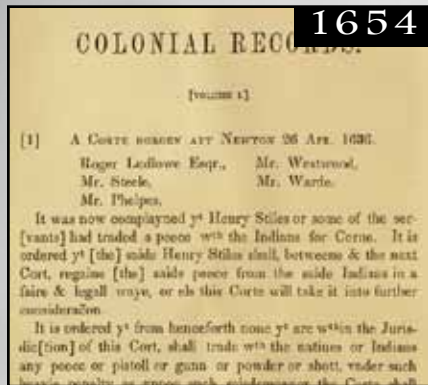 1654
COLONIAL RECORDS.
[VOLUME I.]
[1] A CORTE HOLDEN ATT NEWTON 26 APR. 1636.
Roger Ludlowe Esqr., Mr. Westwood,
Mr. Steele, Mr. Warde.
Mr. Phelpes,
It was now complayned yt Henry Stiles or some of the ser-
[vants] had traded a peece wth the Indians for Corne. It is
ordered yt [the] saide Henry Stiles shall, betweene & the next
Cort, regaine [the] saide peece from the saide Indians in a
faire & legall waye, or els this Corte will take it into further
consideration
It is ordered yt from henceforth none yt are wthin the Juris-
dic[tion] of this Cort, shall trade wth the natiues or Indians
any peece or pistoll or gunn or powder or shott, vnder such